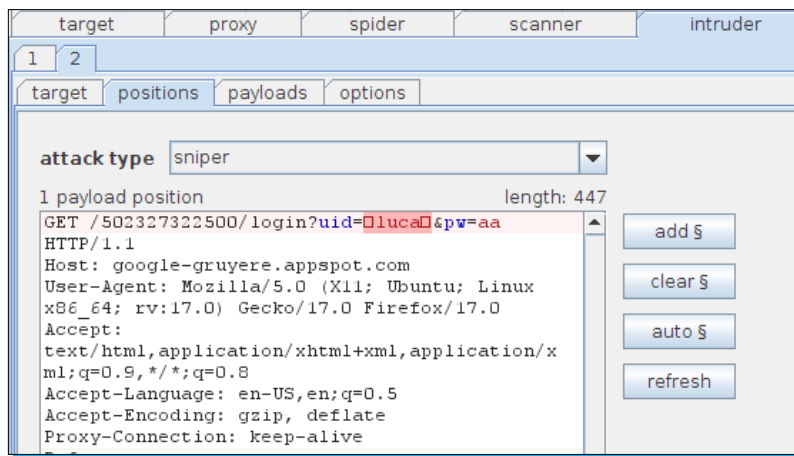 target proxy spider scanner intruder
1 2
target positions payloads options
attack type sniper
1 payload position length: 447
GET /502327322500/login?uid=▯luca▯&pw=aa
HTTP/1.1
Host: google-gruyere.appspot.com
User-Agent: Mozilla/5.0 (X11; Ubuntu; Linux
x86_64; rv:17.0) Gecko/17.0 Firefox/17.0
Accept:
text/html,application/xhtml+xml,application/x
ml;q=0.9,*/*;q=0.8
Accept-Language: en-US,en;q=0.5
Accept-Encoding: gzip, deflate
Proxy-Connection: keep-alive
add §
clear §
auto §
refresh